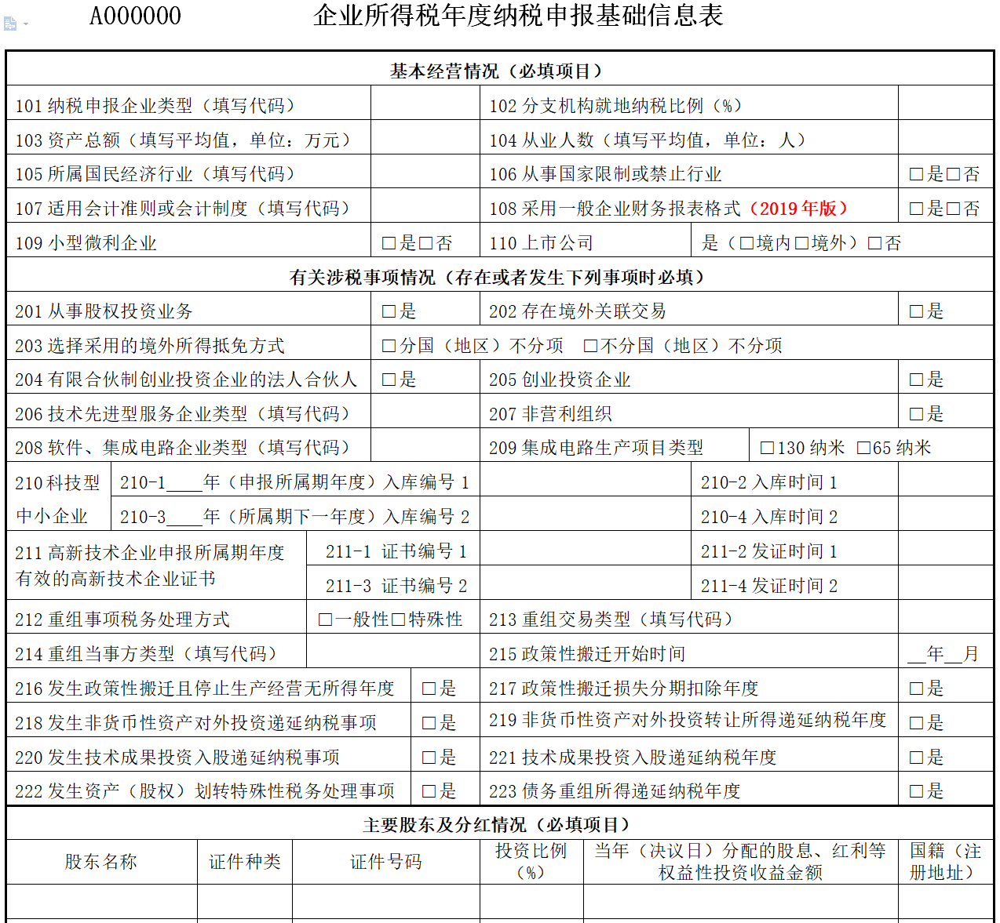 A000000 企业所得税年度纳税申报基础信息表
基本经营情况（必填项目）
101 纳税申报企业类型（填写代码） 102 分支机构就地纳税比例（%）
103 资产总额（填写平均值，单位：万元） 104 从业人数（填写平均值，单位：人）
105 所属国民经济行业（填写代码） 106 从事国家限制或禁止行业 □是□否
107 适用会计准则或会计制度（填写代码） 108 采用一般企业财务报表格式（2019 年版） □是□否
109 小型微利企业 □是□否 110 上市公司 是（□境内□境外）□否
有关涉税事项情况（存在或者发生下列事项时必填）
201 从事股权投资业务 □是 202 存在境外关联交易 □是
203 选择采用的境外所得抵免方式 □分国（地区）不分项 □不分国（地区）不分项
204 有限合伙制创业投资企业的法人合伙人 □是 205 创业投资企业 □是
206 技术先进型服务企业类型（填写代码） 207 非营利组织 □是
208 软件、集成电路企业类型（填写代码） 209 集成电路生产项目类型 □130 纳米 □65 纳米
210 科技型
中小企业
210-1____年（申报所属期年度）入库编号 1 210-2 入库时间 1
210-3____年（所属期下一年度）入库编号 2 210-4 入库时间 2
211 高新技术企业申报所属期年度
有效的高新技术企业证书
211-1 证书编号 1 211-2 发证时间 1
211-3 证书编号 2 211-4 发证时间 2
212 重组事项税务处理方式 □一般性□特殊性 213 重组交易类型（填写代码）
214 重组当事方类型（填写代码） 215 政策性搬迁开始时间 __年__月
216 发生政策性搬迁且停止生产经营无所得年度 □是 217 政策性搬迁损失分期扣除年度 □是
218 发生非货币性资产对外投资递延纳税事项 □是 219 非货币性资产对外投资转让所得递延纳税年度 □是
220 发生技术成果投资入股递延纳税事项 □是 221 技术成果投资入股递延纳税年度 □是
222 发生资产（股权）划转特殊性税务处理事项 □是 223 债务重组所得递延纳税年度 □是
主要股东及分红情况（必填项目）
股东名称 证件种类 证件号码
投资比例
（%）
当年（决议日）分配的股息、红利等
权益性投资收益金额
国籍（注
册地址）